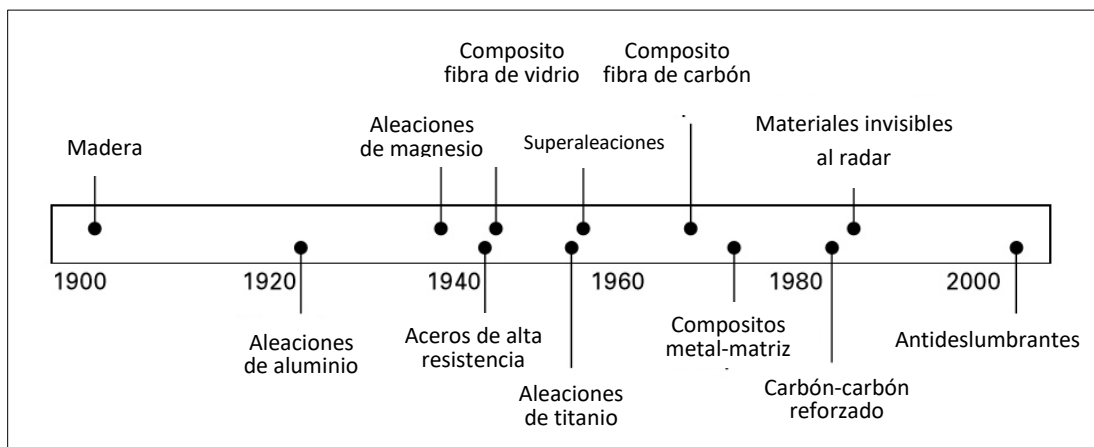 Composito
fibra de vidrio
Composito
fibra de carbón
Madera
Aleaciones
de magnesio
Superaleaciones
Materiales invisibles
al radar
1900
1920
1940
1960
1980
2000
Aleaciones
de aluminio
Aceros de alta
resistencia
Aleaciones
de titanio
Compositos
metal-matriz
Carbón-carbón
reforzado
Antideslumbrantes